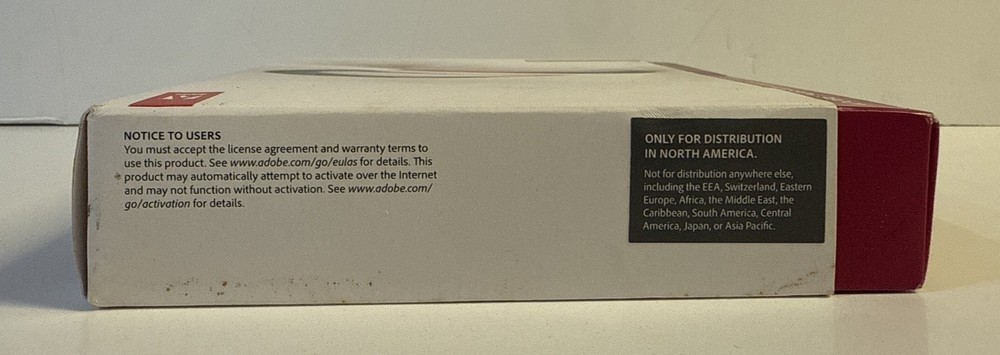 NOTICE TO USERS
You must accept the license agreement and warranty terms to
use this product. See www.adobe.com/go/eulas for details. This
product may automatically attempt to activate over the Internet
and may not function without activation. See www.adobe.com/
go/activation for details.
ONLY FOR DISTRIBUTION
IN NORTH AMERICA.
Not for distribution anywhere else,
including the EEA, Switzerland, Eastern
Europe, Africa, the Middle East, the
Caribbean, South America, Central
America, Japan, or Asia Pacific.